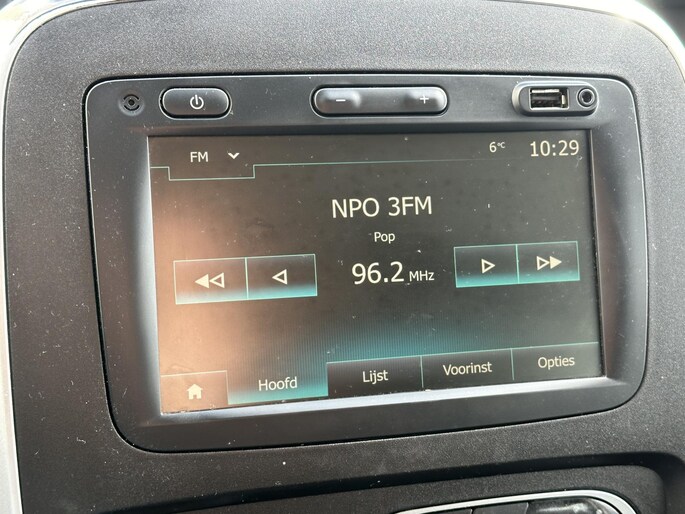 FM 6°C 10:29
NPO 3FM
Pop
96.2 MHz
Hoofd Lijst Voorinst Opties